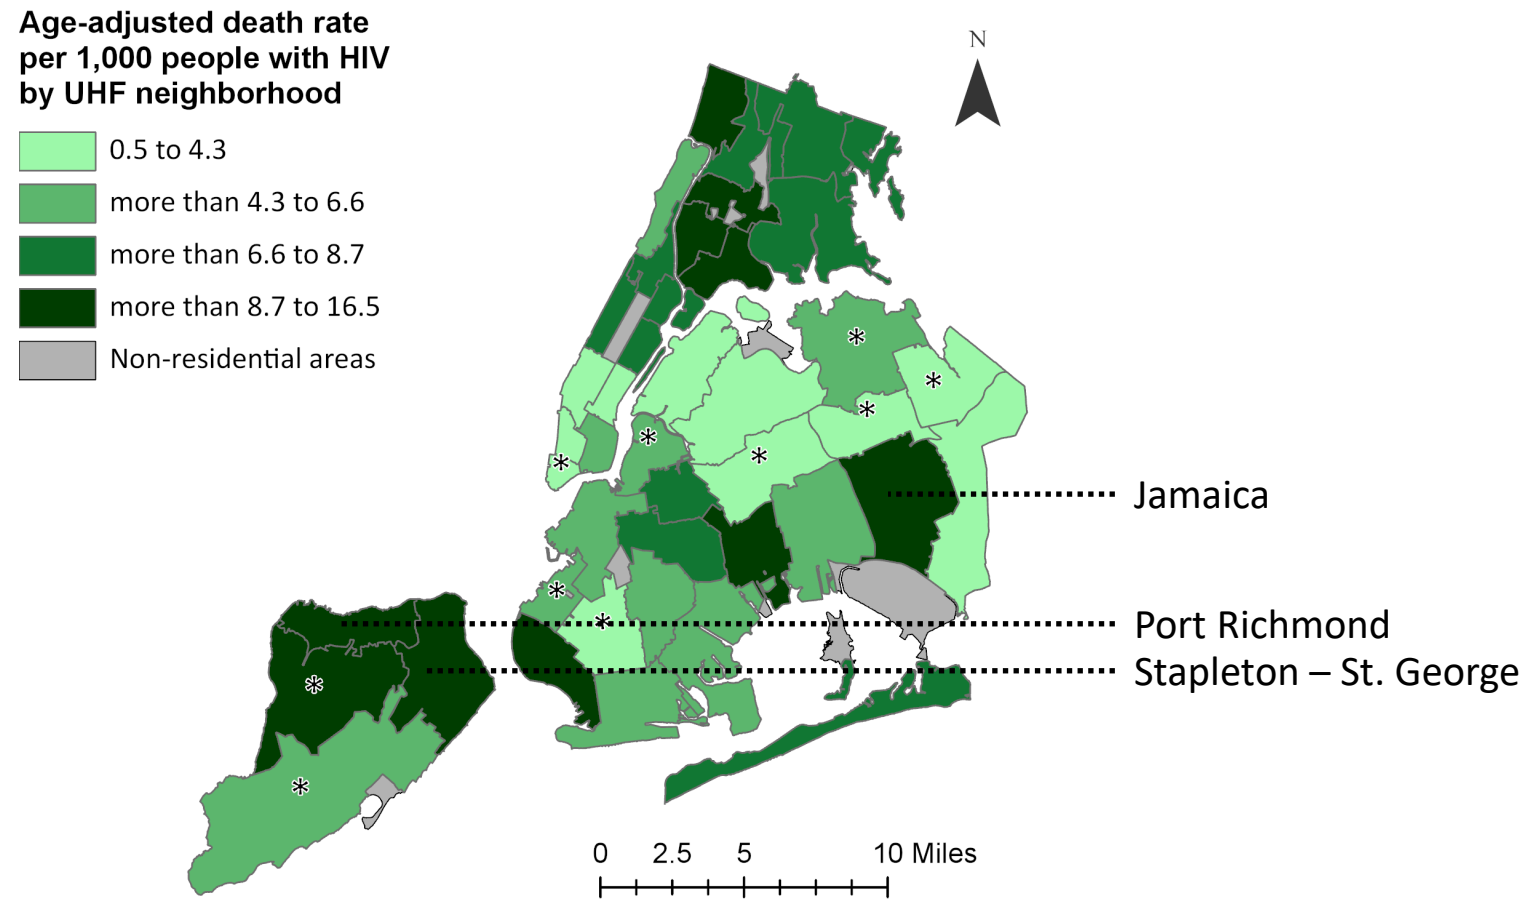 Age-adjusted death rate
per 1,000 people with HIV
by UHF neighborhood
0.5 to 4.3
more than 4.3 to 6.6
more than 6.6 to 8.7
more than 8.7 to 16.5
Non-residential areas
N
*
*
*
*
*
*
*
*
*
*
Jamaica
Port Richmond
Stapleton – St. George
0 2.5 5 10 Miles